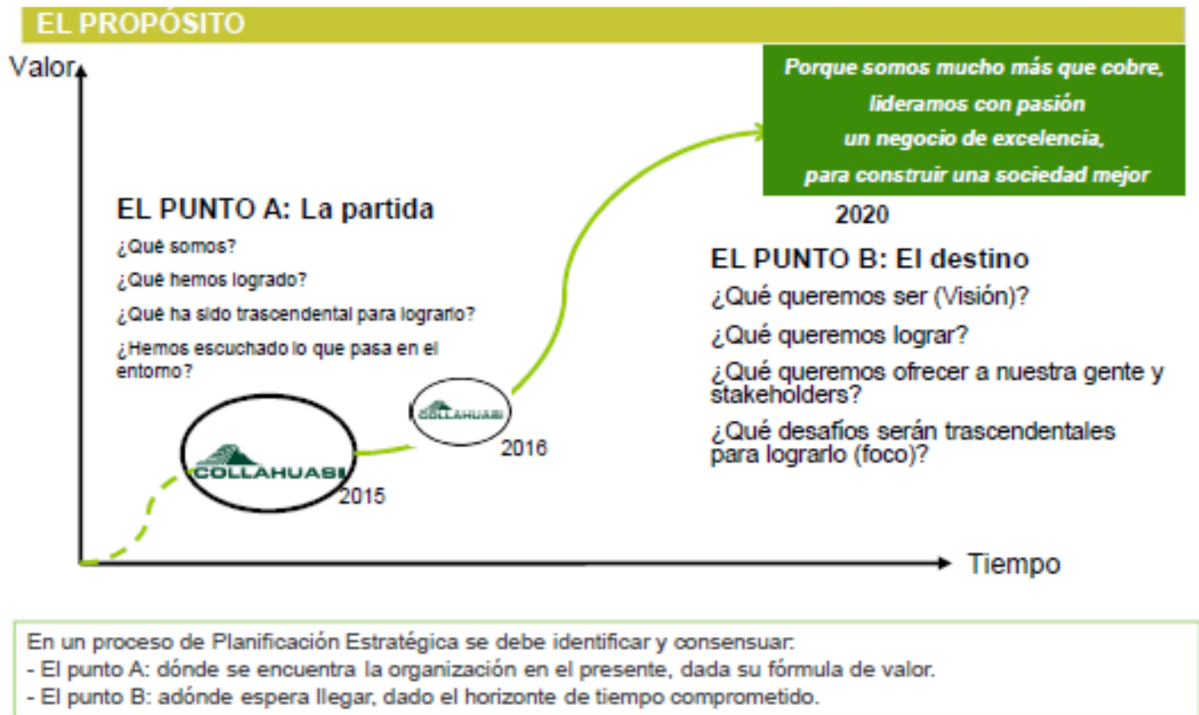 EL PROPÓSITO
Valor
Porque somos mucho más que cobre,
lideramos con pasión
un negocio de excelencia,
para construir una sociedad mejor
2020
EL PUNTO A: La partida
¿Qué somos?
¿Qué hemos logrado?
¿Qué ha sido trascendental para lograrlo?
¿Hemos escuchado lo que pasa en el
entorno?
COLLAHUASI
2015
COLLAHUASI
2016
EL PUNTO B: El destino
¿Qué queremos ser (Visión)?
¿Qué queremos lograr?
¿Qué queremos ofrecer a nuestra gente y
stakeholders?
¿Qué desafíos serán trascendentales
para lograrlo (foco)?
Tiempo
En un proceso de Planificación Estratégica se debe identificar y consensuar:
- El punto A: dónde se encuentra la organización en el presente, dada su fórmula de valor.
- El punto B: adónde espera llegar, dado el horizonte de tiempo comprometido.